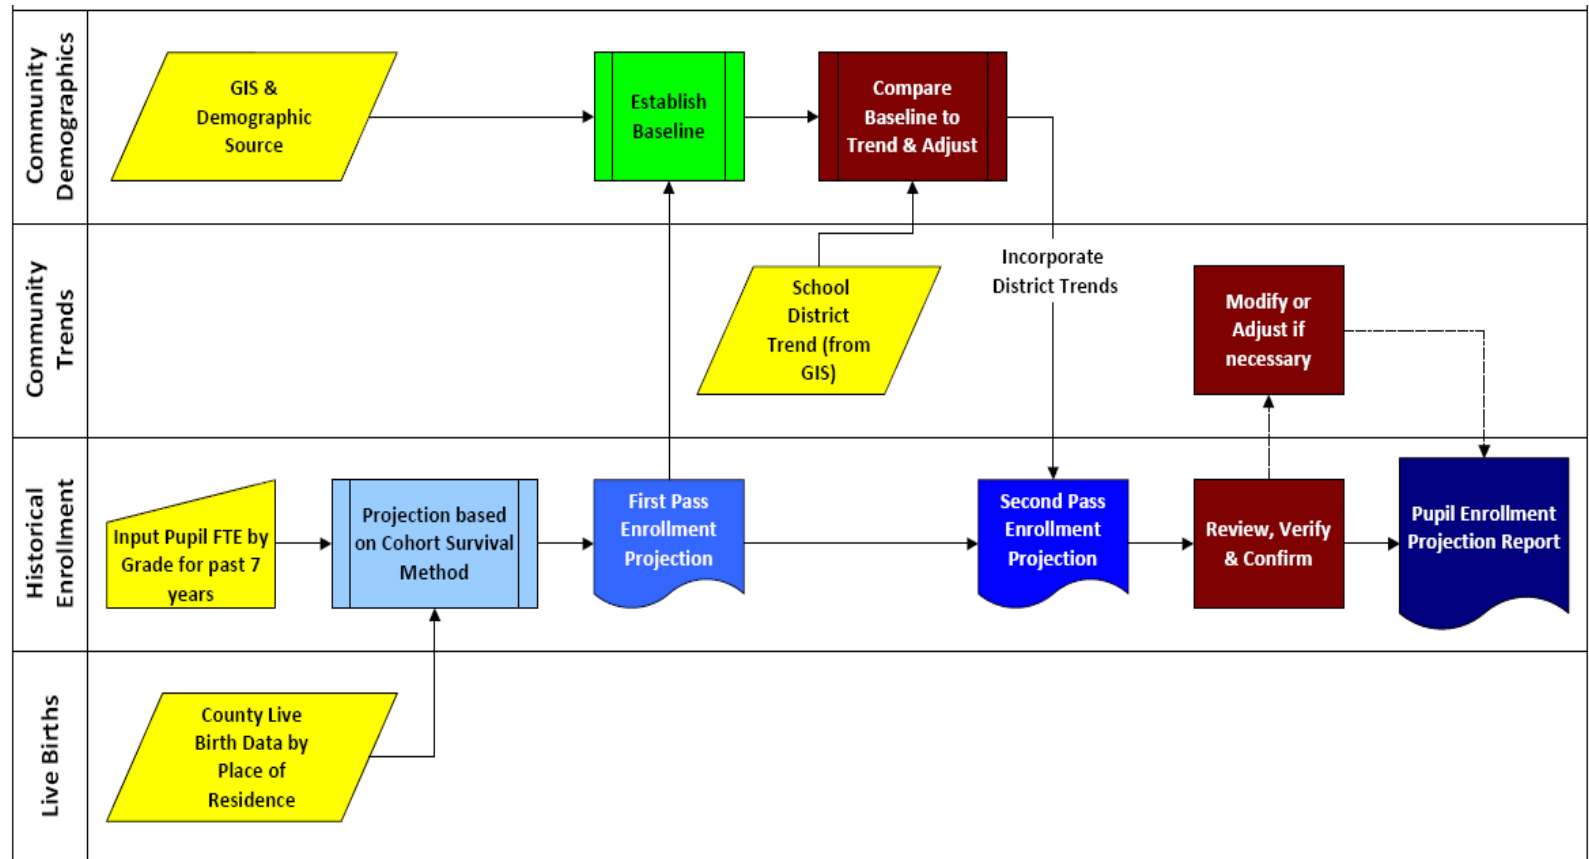 Community
Demographics
GIS &
Demographic
Source
Establish
Baseline
Compare
Baseline to
Trend & Adjust
Community
Trends
School
District
Trend (from
GIS)
Incorporate
District Trends
Modify or
Adjust if
necessary
Historical
Enrollment
Input Pupil FTE by
Grade for past 7
years
Projection based
on Cohort Survival
Method
First Pass
Enrollment
Projection
Second Pass
Enrollment
Projection
Review, Verify
& Confirm
Pupil Enrollment
Projection Report
Live Births
County Live
Birth Data by
Place of
Residence